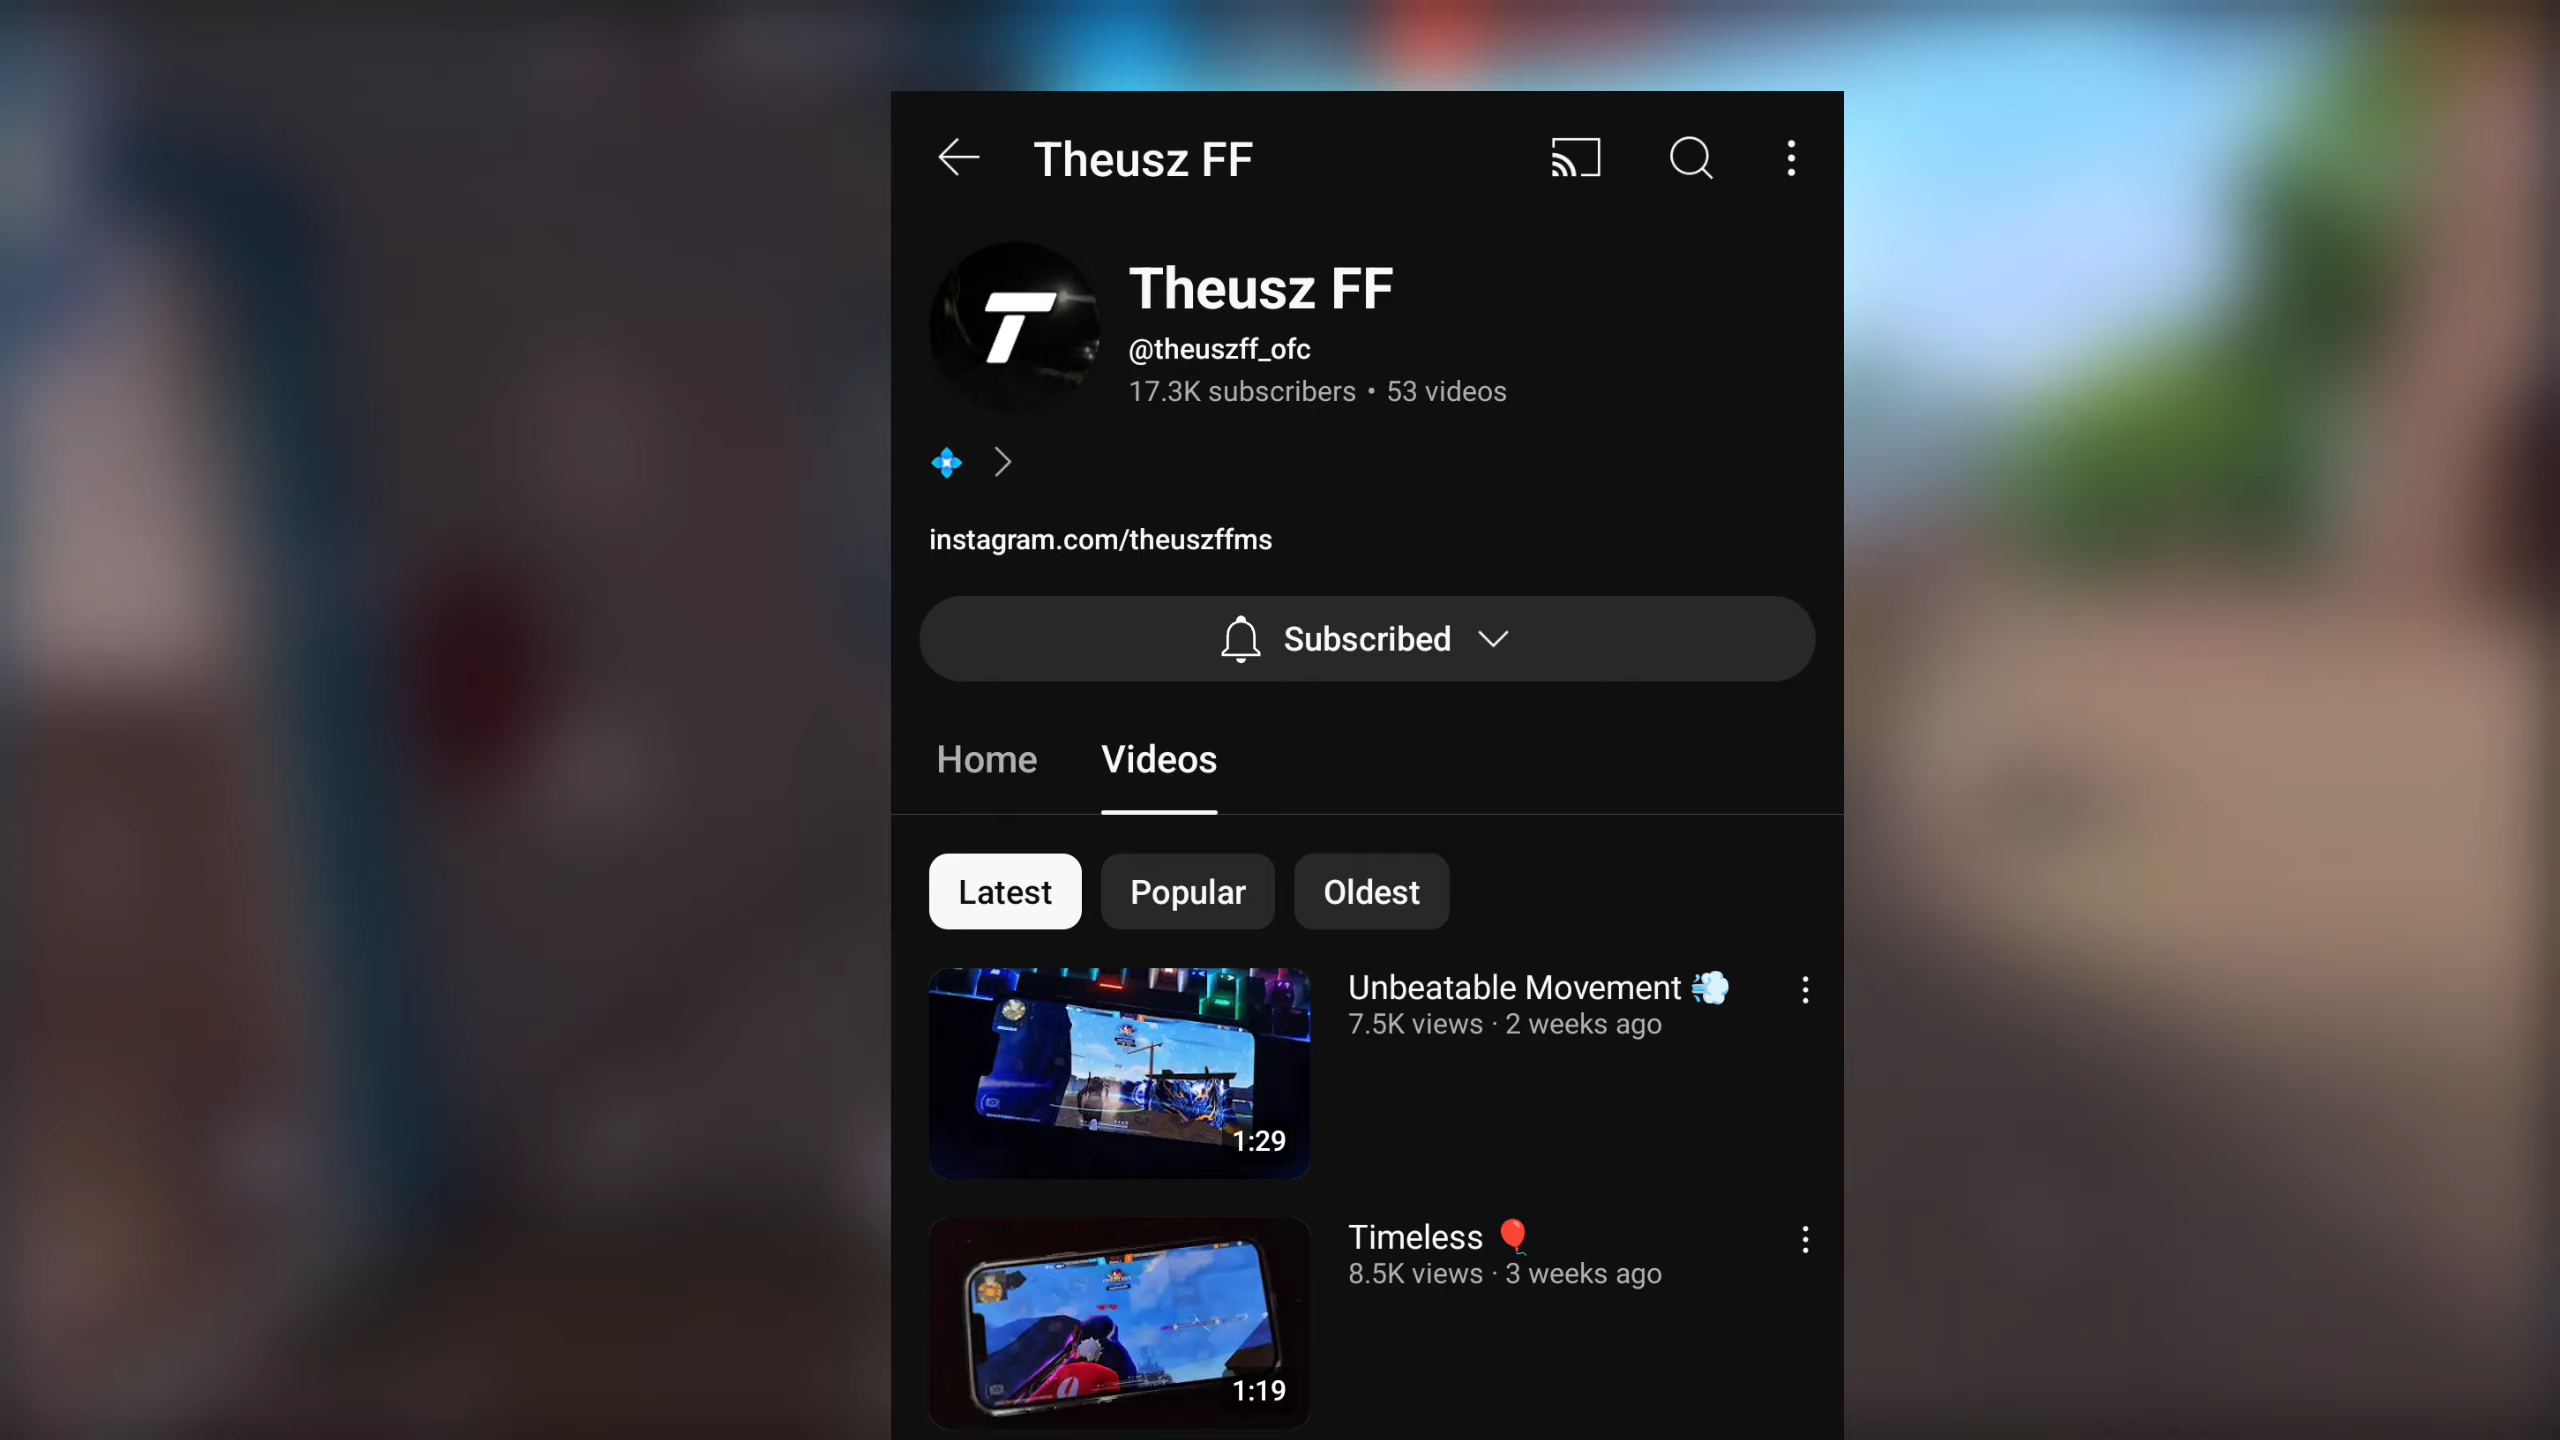 Theusz FF
T
Theusz FF
@theuszff_ofc
17.3K subscribers • 53 videos
instagram.com/theuszffms
Subscribed
Home Videos
Latest Popular Oldest
Unbeatable Movement 💨
7.5K views · 2 weeks ago
1:29
Timeless 🎈
8.5K views · 3 weeks ago
1:19